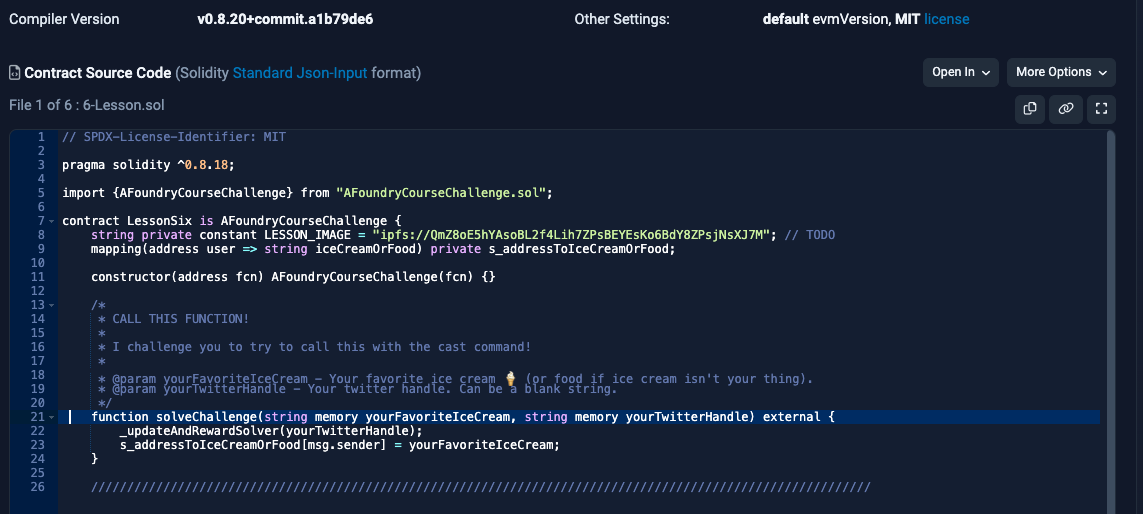 Compiler Version v0.8.20+commit.a1b79de6 Other Settings: default evmVersion, MIT license
Contract Source Code (Solidity Standard Json-Input format) Open In More Options
File 1 of 6 : 6-Lesson.sol
1 // SPDX-License-Identifier: MIT
2
3 pragma solidity ^0.8.18;
4
5 import {AFoundryCourseChallenge} from "AFoundryCourseChallenge.sol";
6
7 contract LessonSix is AFoundryCourseChallenge {
8 string private constant LESSON_IMAGE = "ipfs://QmZ8oE5hYAsoBL2f4Lih7ZPsBEYEsKo6BdY8ZPsjNsXJ7M"; // TODO
9 mapping(address user => string iceCreamOrFood) private s_addressToIceCreamOrFood;
10
11 constructor(address fcn) AFoundryCourseChallenge(fcn) {}
12
13 /*
14 * CALL THIS FUNCTION!
15 *
16 * I challenge you to try to call this with the cast command!
17 *
18 * @param yourFavoriteIceCream - Your favorite ice cream 🍦 (or food if ice cream isn't your thing).
19 * @param yourTwitterHandle - Your twitter handle. Can be a blank string.
20 */
21 function solveChallenge(string memory yourFavoriteIceCream, string memory yourTwitterHandle) external {
22 _updateAndRewardSolver(yourTwitterHandle);
23 s_addressToIceCreamOrFood[msg.sender] = yourFavoriteIceCream;
24 }
25
26 ////////////////////////////////////////////////////////////////////////////////////////////////////////////